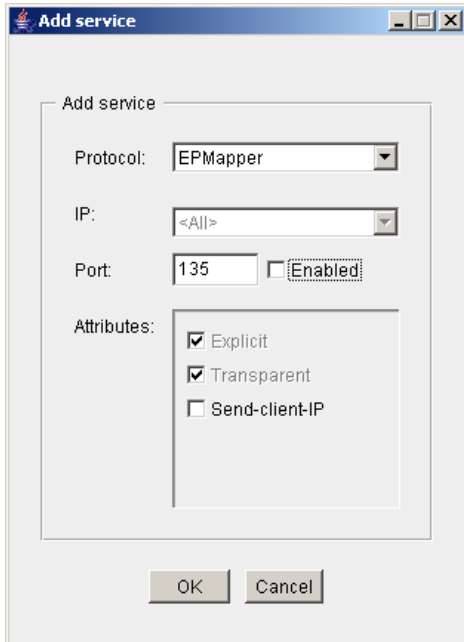 Add service
Add service
Protocol: EPMapper
IP: <All>
Port: 135 Enabled
Attributes:
Explicit
Transparent
Send-client-IP
OK Cancel